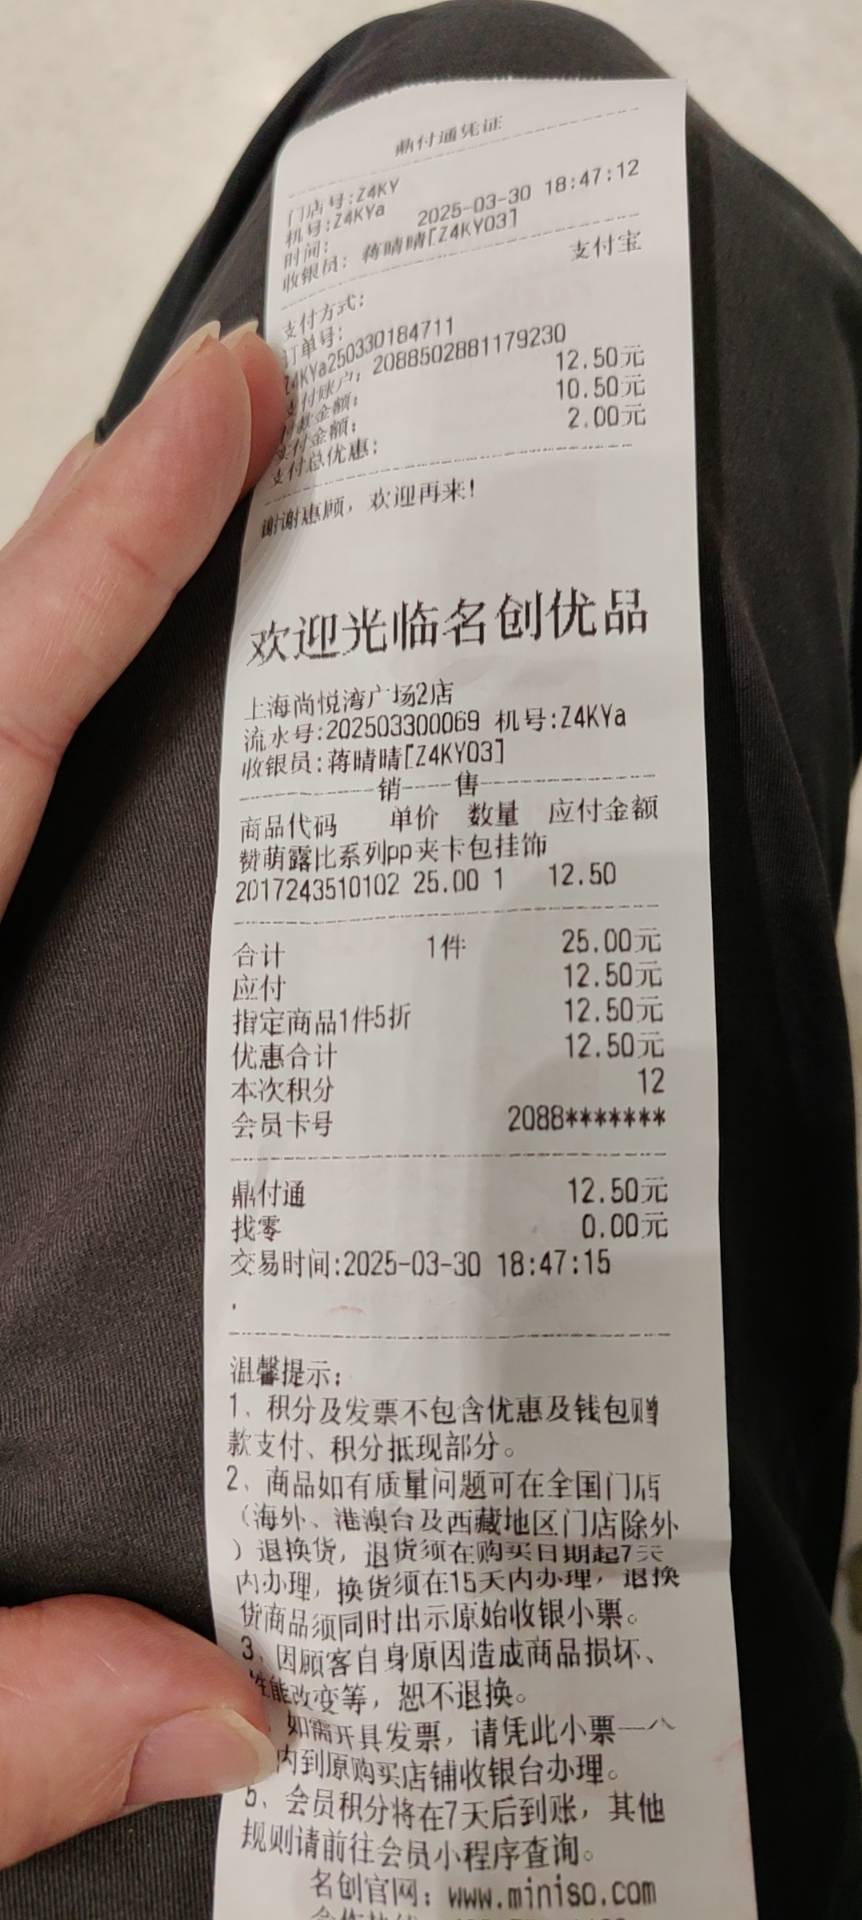 鼎付通凭证
门店号:Z4KY
机号:Z4KYa
时间: 2025-03-30 18:47:12
收银员: 蒋晴晴[Z4KY03]
支付方式: 支付宝
订单号:
Z4KYa250330184711
支付账户: 2088502881179230
付款金额: 12.50元
实付金额: 10.50元
支付总优惠: 2.00元
谢谢惠顾，欢迎再来!
欢迎光临名创优品
上海尚悦湾广场2店
流水号:202503300069 机号:Z4KYa
收银员:蒋晴晴[Z4KY03]
销 售
商品代码 单价 数量 应付金额
赞萌露比系列pp夹卡包挂饰
2017243510102 25.00 1 12.50
合计 1件 25.00元
应付 12.50元
指定商品1件5折 12.50元
优惠合计 12.50元
本次积分 12
会员卡号 2088*******
鼎付通 12.50元
找零 0.00元
交易时间:2025-03-30 18:47:15
.
温馨提示:
1、积分及发票不包含优惠及钱包赠
款支付、积分抵现部分。
2、商品如有质量问题可在全国门店
（海外、港澳台及西藏地区门店除外
）退换货，退货须在购买日期起7天
内办理，换货须在15天内办理，退换
货商品须同时出示原始收银小票。
3、因顾客自身原因造成商品损坏、
性能改变等，恕不退换。
如需开具发票，请凭此小票一个
内到原购买店铺收银台办理。
5、会员积分将在7天后到账，其他
规则请前往会员小程序查询。
名创官网: www.miniso.com